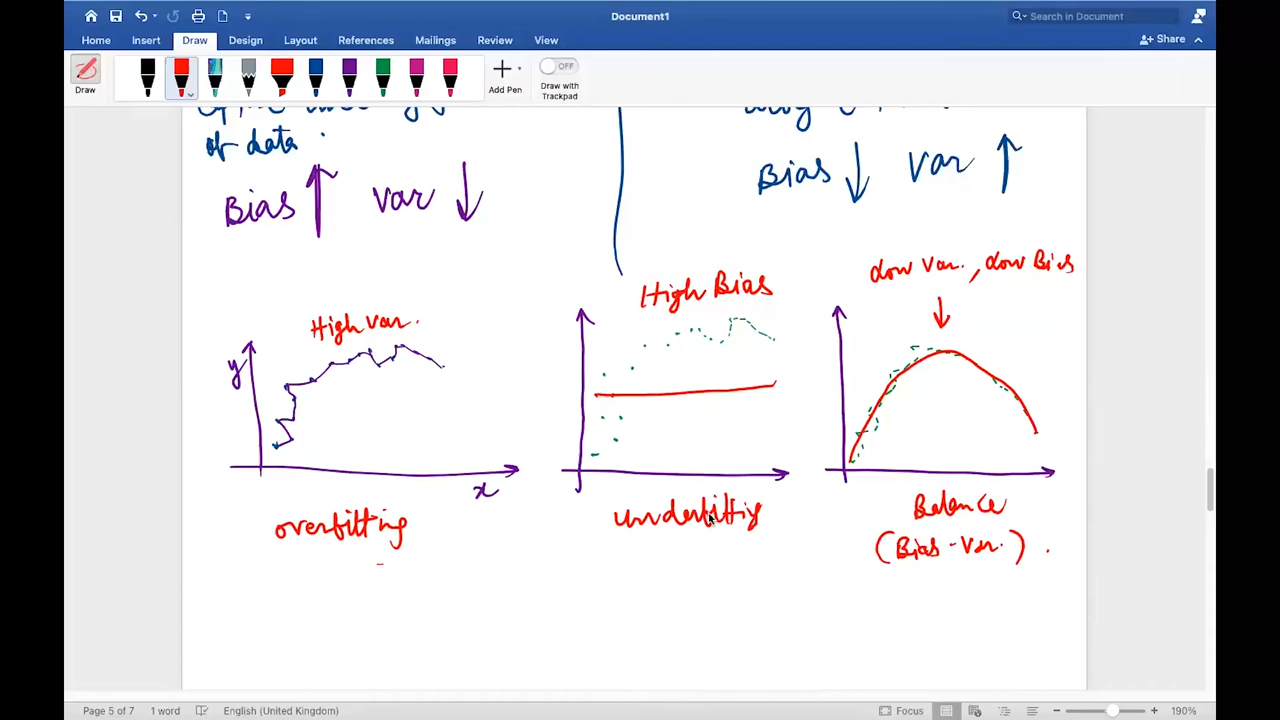 Document1
Search in Document
Home Insert Draw Design Layout References Mailings Review View
Share
Draw
Add Pen
OFF
Draw with
Trackpad
of data
Bias Var
Bias Var
High Var.
High Bias
Low Var., Low Bias
y
x
overfitting
underfittig
Balance
(Bias-Var.).
Page 5 of 7 1 word English (United Kingdom) Focus 190%